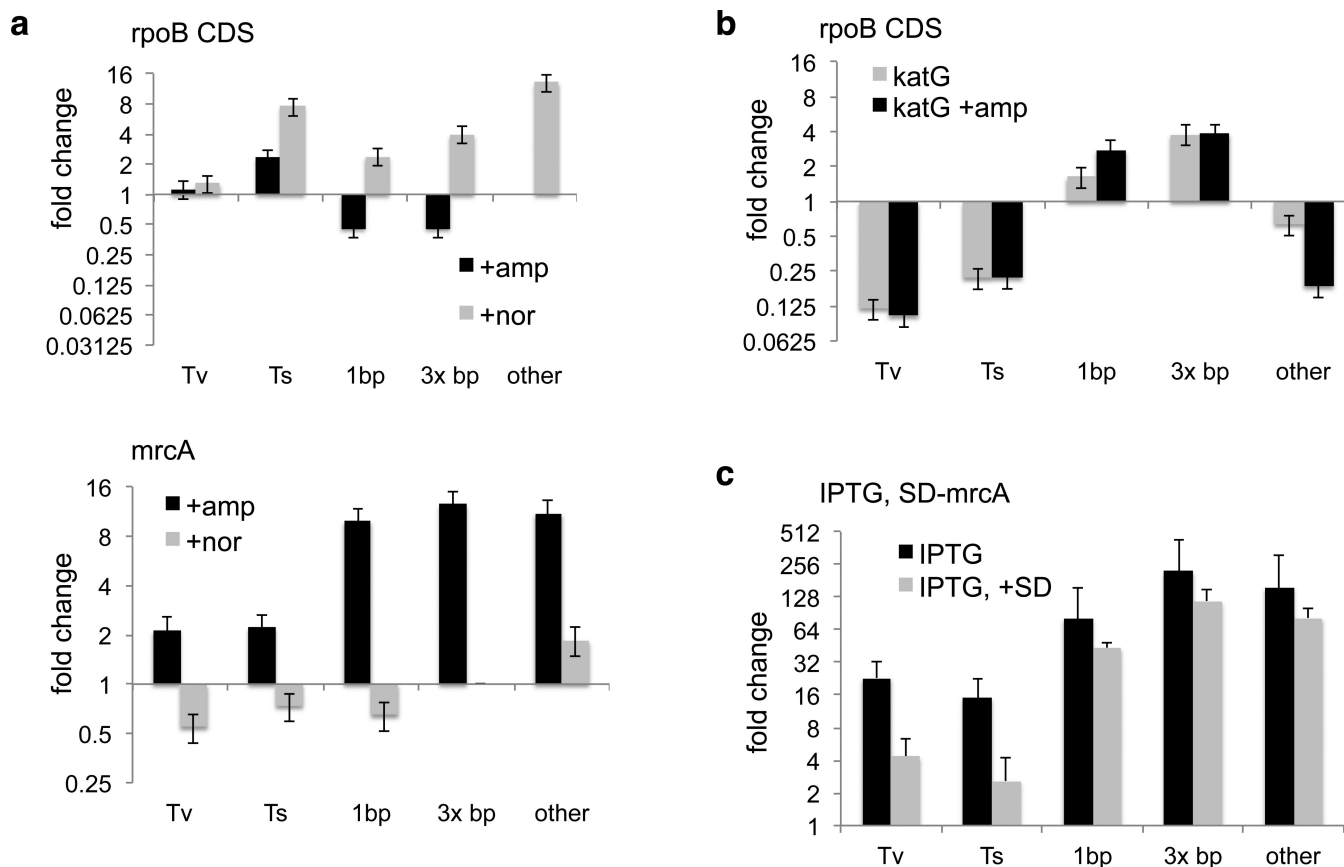 a
rpoB CDS
fold change
16
8
4
2
1
0.5
0.25
0.125
0.0625
0.03125
+amp
+nor
Tv Ts 1bp 3x bp other
mrcA
fold change
16
8
4
2
1
0.5
0.25
+amp
+nor
Tv Ts 1bp 3x bp other
b
rpoB CDS
fold change
16
8
4
2
1
0.5
0.25
0.125
0.0625
katG
katG +amp
Tv Ts 1bp 3x bp other
c
IPTG, SD-mrcA
fold change
512
256
128
64
32
16
8
4
2
1
IPTG
IPTG, +SD
Tv Ts 1bp 3x bp other